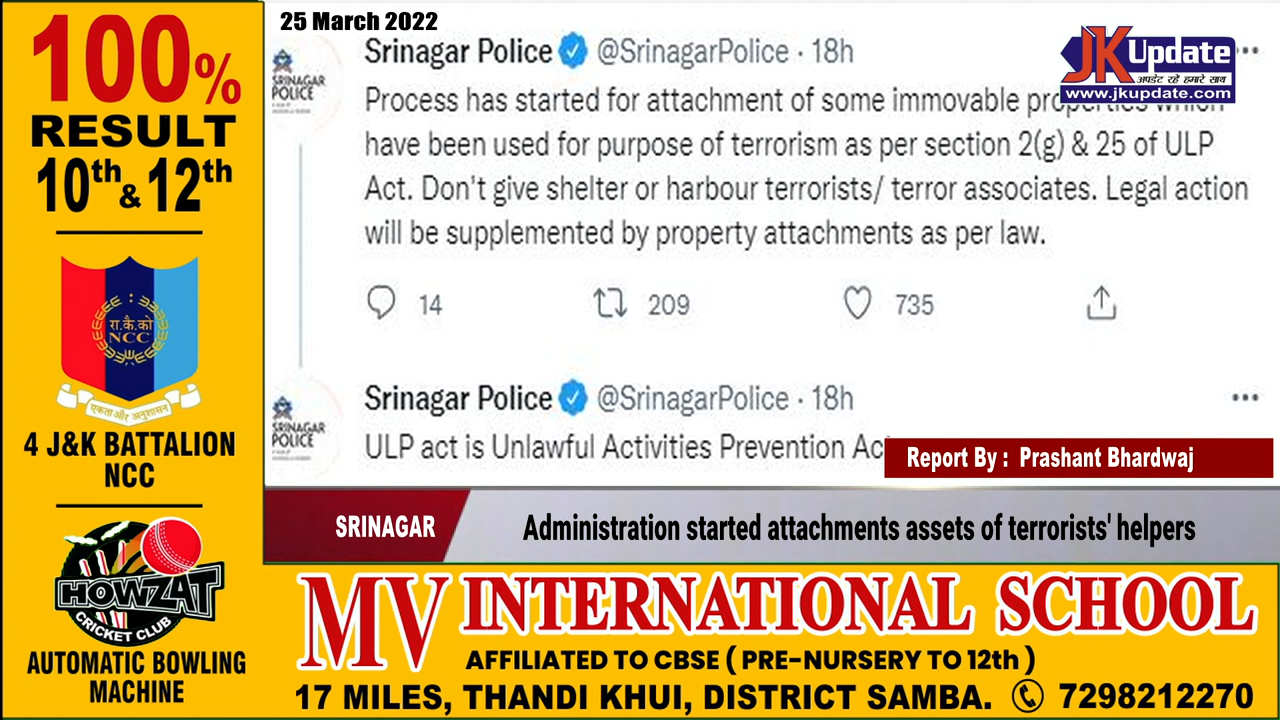 100%
RESULT
10th & 12th
रा.कै.को
NCC
एकता और अनुशासन
4 J&K BATTALION
NCC
HOWZAT
CRICKET CLUB
AUTOMATIC BOWLING
MACHINE
25 March 2022
JK Update
अपडेट रहे हमारे साथ
www.jkupdate.com
SRINAGAR
POLICE
Srinagar Police @SrinagarPolice · 18h
Process has started for attachment of some immovable properties which
have been used for purpose of terrorism as per section 2(g) & 25 of ULP
Act. Don't give shelter or harbour terrorists/ terror associates. Legal action
will be supplemented by property attachments as per law.
14 209 735
SRINAGAR
POLICE
Srinagar Police @SrinagarPolice · 18h
ULP act is Unlawful Activities Prevention Ac
Report By : Prashant Bhardwaj
SRINAGAR
Administration started attachments assets of terrorists' helpers
MV INTERNATIONAL SCHOOL
AFFILIATED TO CBSE ( PRE-NURSERY TO 12th )
17 MILES, THANDI KHUI, DISTRICT SAMBA. 7298212270